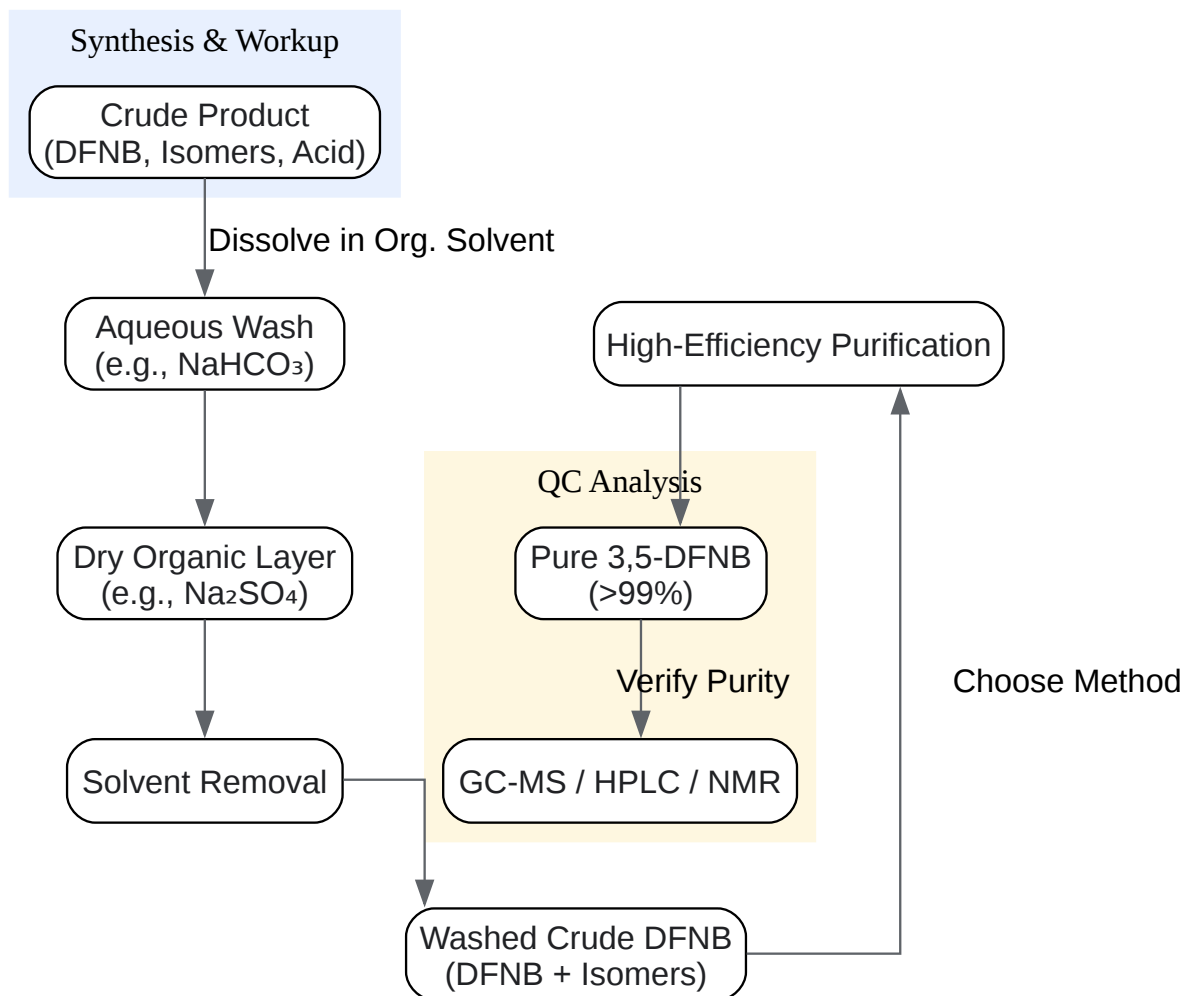 Synthesis & Workup
Crude Product
(DFNB, Isomers, Acid)
Dissolve in Org. Solvent
Aqueous Wash
(e.g., NaHCO₃)
High-Efficiency Purification
QC Analysis
Dry Organic Layer
(e.g., Na₂SO₄)
Pure 3,5-DFNB
(>99%)
Verify Purity
Choose Method
Solvent Removal
GC-MS / HPLC / NMR
Washed Crude DFNB
(DFNB + Isomers)